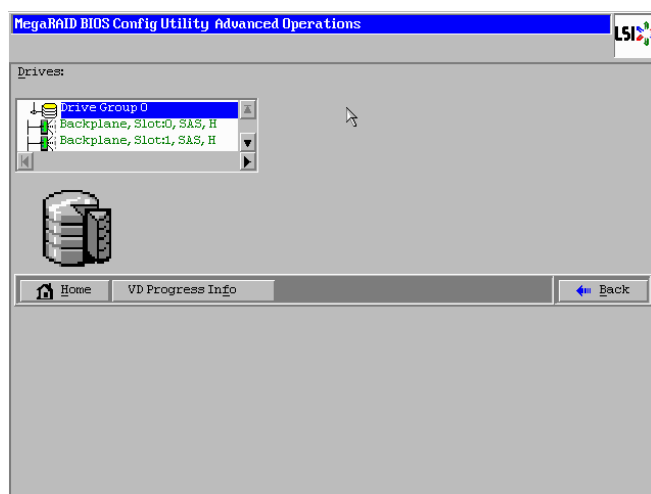 MegaRAID BIOS Config Utility Advanced Operations
LSI
Drives:
Drive Group 0
Backplane, Slot:0, SAS, H
Backplane, Slot:1, SAS, H
Home
VD Progress Info
Back